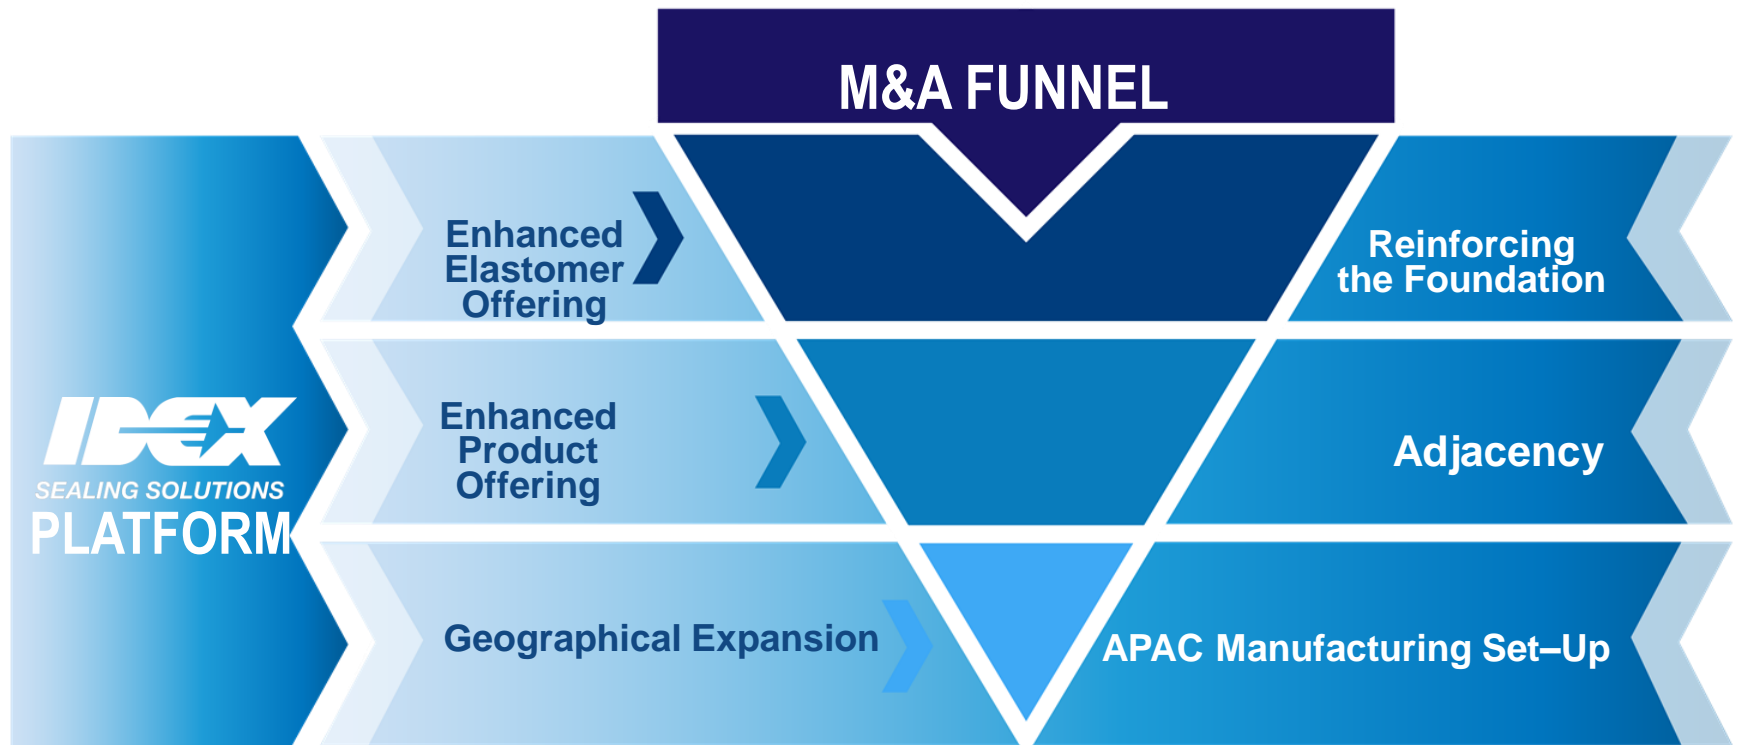 M&A FUNNEL
IDEX
SEALING SOLUTIONS
PLATFORM
Enhanced
Elastomer
Offering
Reinforcing
the Foundation
Enhanced
Product
Offering
Adjacency
Geographical Expansion
APAC Manufacturing Set–Up